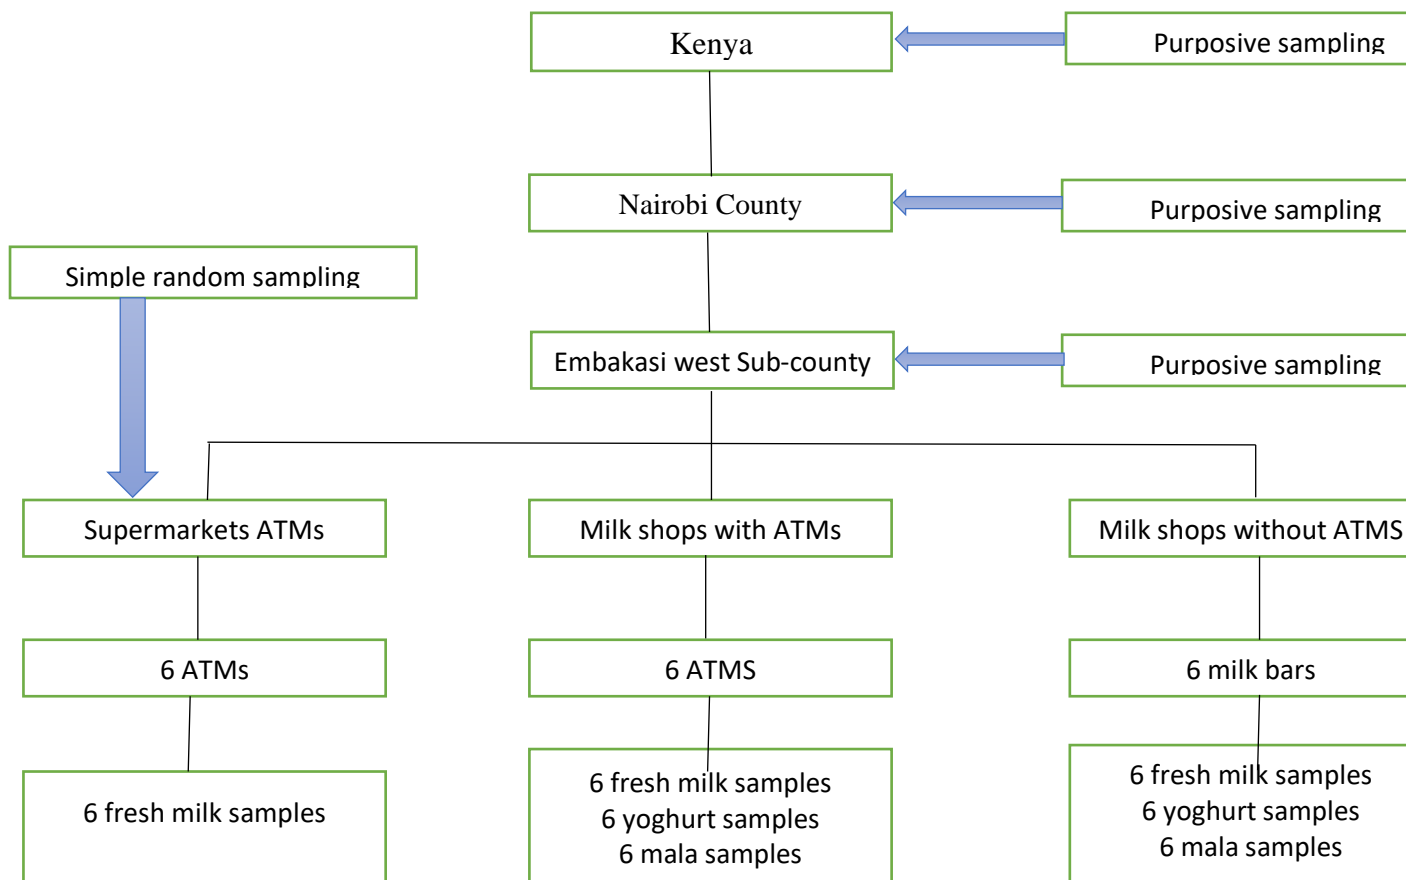 Kenya
Purposive sampling
Nairobi County
Purposive sampling
Simple random sampling
Embakasi west Sub-county
Purposive sampling
Supermarkets ATMs
Milk shops with ATMs
Milk shops without ATMS
6 ATMs
6 ATMS
6 milk bars
6 fresh milk samples
6 fresh milk samples
6 yoghurt samples
6 mala samples
6 fresh milk samples
6 yoghurt samples
6 mala samples